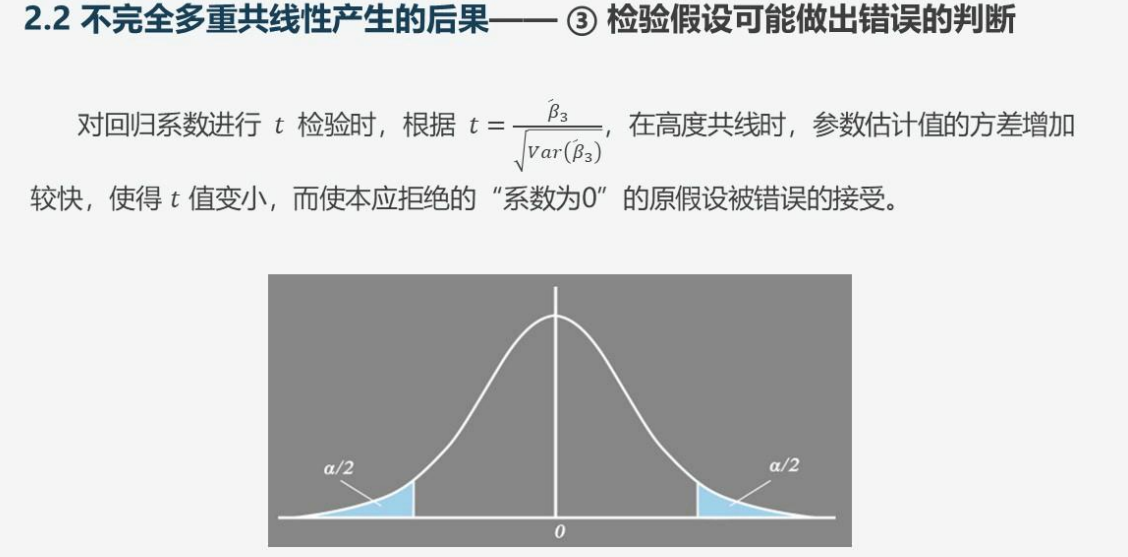 2.2 不完全多重共线性产生的后果—— ③ 检验假设可能做出错误的判断
对回归系数进行 t 检验时，根据 t = β̂₃ / √Var(β̂₃)，在高度共线时，参数估计值的方差增加
较快，使得 t 值变小，而使本应拒绝的“系数为0”的原假设被错误的接受。
α/2
α/2
0